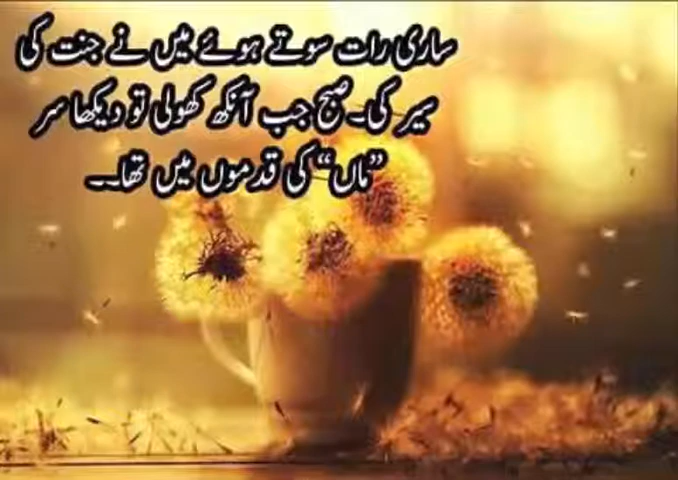 ساری رات سوتے ہوئے میں نے جنت کی
سیر کی۔ صبح جب آنکھ کھولی تو دیکھا سر
”ماں“ کی قدموں میں تھا۔۔